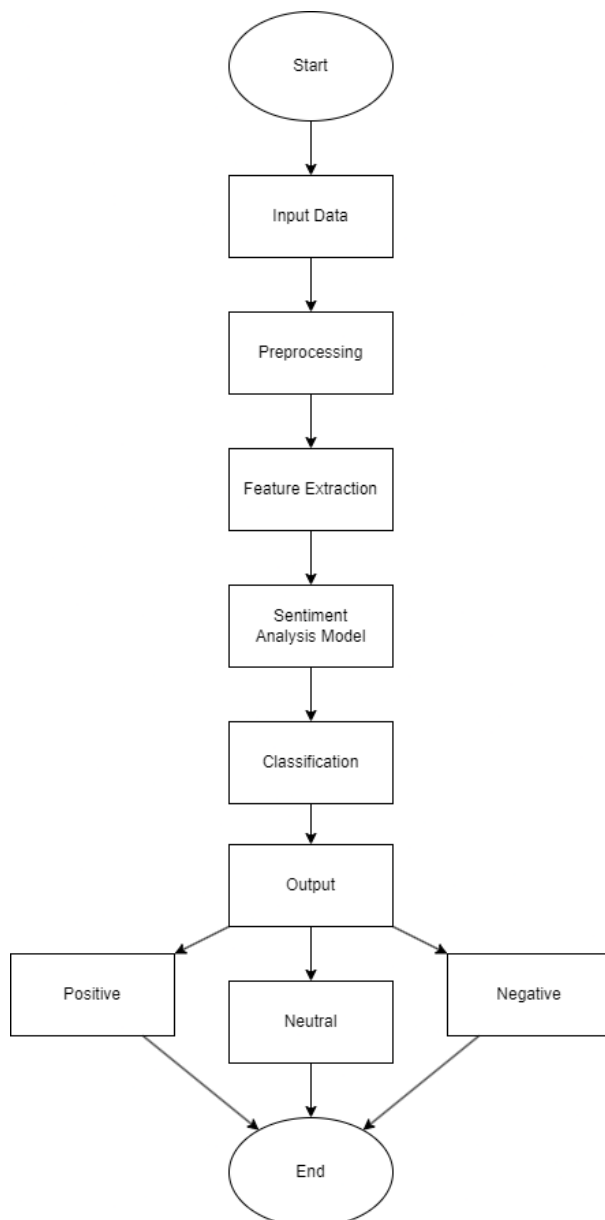 Start
Input Data
Preprocessing
Feature Extraction
Sentiment
Analysis Model
Classification
Output
Positive
Neutral
Negative
End